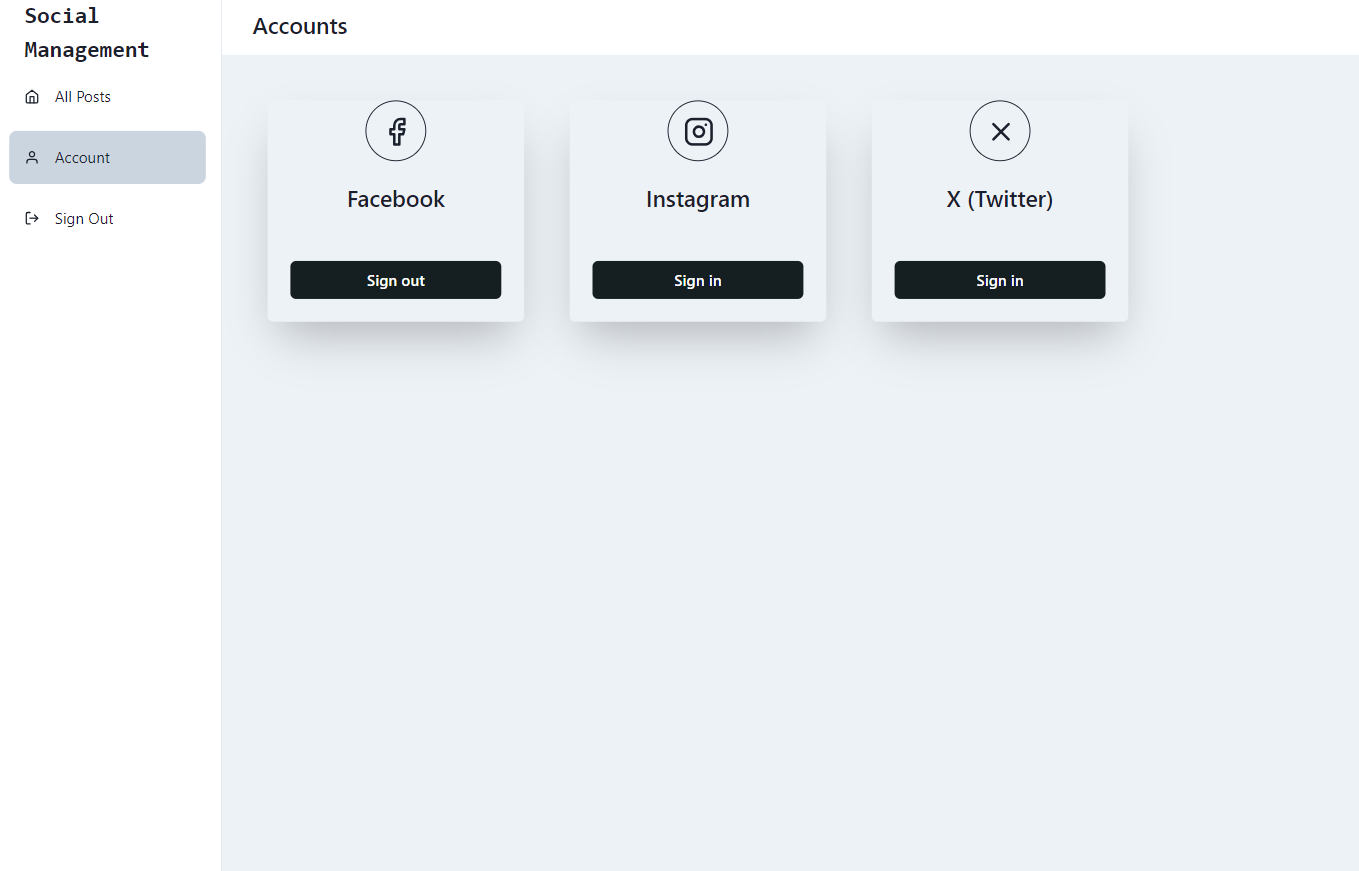 Social
Management
All Posts
Account
Sign Out
Accounts
Facebook
Sign out
Instagram
Sign in
X (Twitter)
Sign in